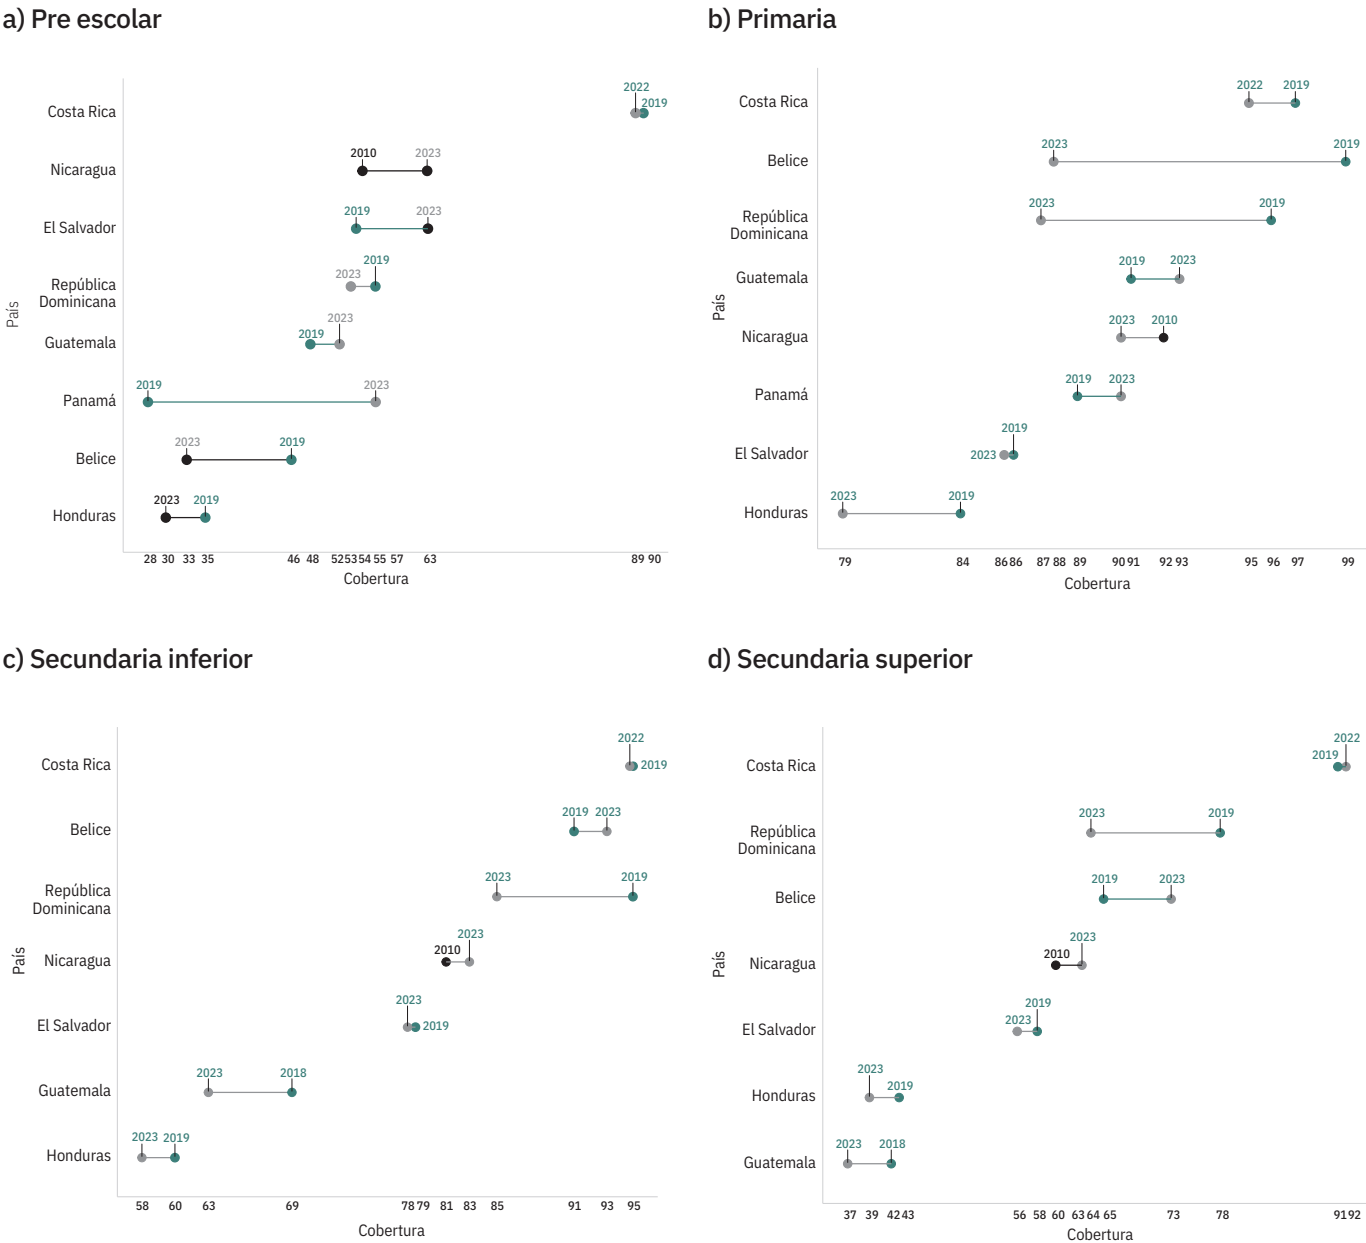 a) Pre escolar
2022
2019
Costa Rica
2010
2023
Nicaragua
2019
2023
El Salvador
2019
2023
República
Dominicana
2023
2019
Guatemala
2019
2023
Panamá
2023
2019
Belice
2023
2019
Honduras
País
28 30 33 35 46 48 52 53 54 55 57 63 89 90
Cobertura
b) Primaria
2022 2019
Costa Rica
2023 2019
Belice
2023 2019
República
Dominicana
2019 2023
Guatemala
2023 2010
Nicaragua
2019 2023
Panamá
2019
El Salvador
2023
2023 2019
Honduras
País
79 84 86 86 87 88 89 90 91 92 93 95 96 97 99
Cobertura
c) Secundaria inferior
2022
Costa Rica
2019
2019 2023
Belice
2023 2019
República
Dominicana
2023
2010
Nicaragua
2023
El Salvador
2019
2023 2018
Guatemala
2023 2019
Honduras
País
58 60 63 69 78 79 81 83 85 91 93 95
Cobertura
d) Secundaria superior
2022
2019
Costa Rica
2023 2019
República
Dominicana
2019 2023
Belice
2023
2010
Nicaragua
2019
2023
El Salvador
2023
2019
Honduras
2023 2018
Guatemala
País
37 39 42 43 56 58 60 63 64 65 73 78 91 92
Cobertura